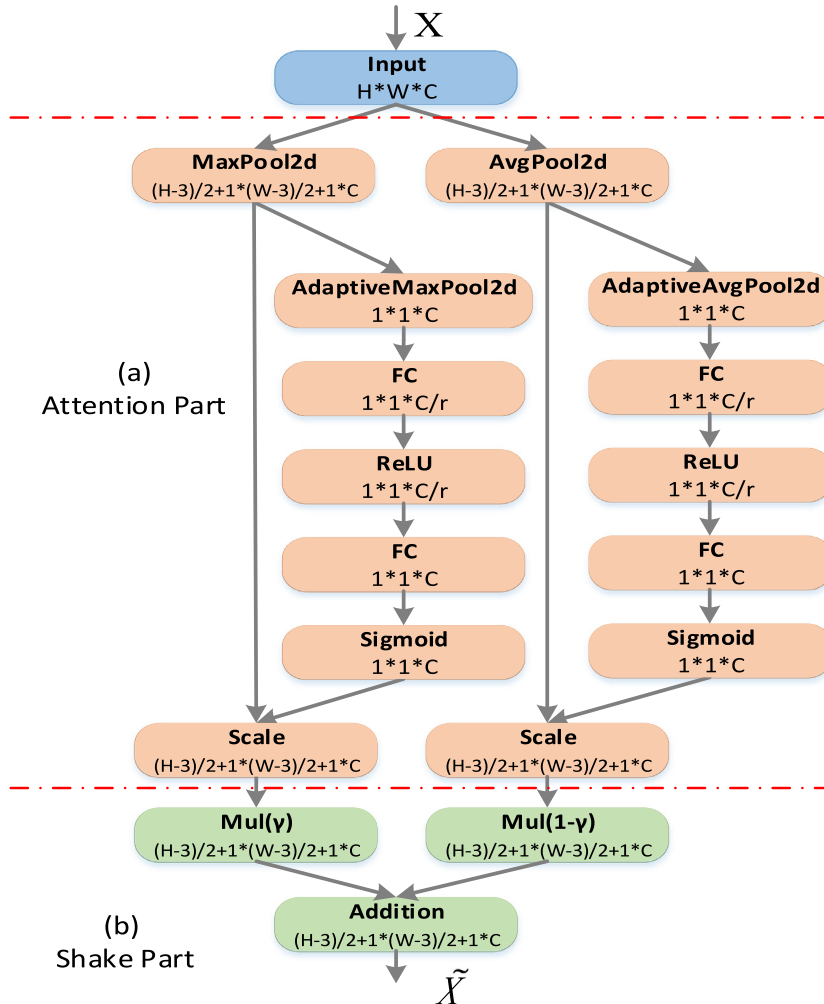 X
Input
H*W*C
MaxPool2d
(H-3)/2+1*(W-3)/2+1*C
AvgPool2d
(H-3)/2+1*(W-3)/2+1*C
AdaptiveMaxPool2d
1*1*C
AdaptiveAvgPool2d
1*1*C
FC
1*1*C/r
FC
1*1*C/r
(a)
Attention Part
ReLU
1*1*C/r
ReLU
1*1*C/r
FC
1*1*C
FC
1*1*C
Sigmoid
1*1*C
Sigmoid
1*1*C
Scale
(H-3)/2+1*(W-3)/2+1*C
Scale
(H-3)/2+1*(W-3)/2+1*C
Mul(γ)
(H-3)/2+1*(W-3)/2+1*C
Mul(1-γ)
(H-3)/2+1*(W-3)/2+1*C
(b)
Shake Part
Addition
(H-3)/2+1*(W-3)/2+1*C
X̃